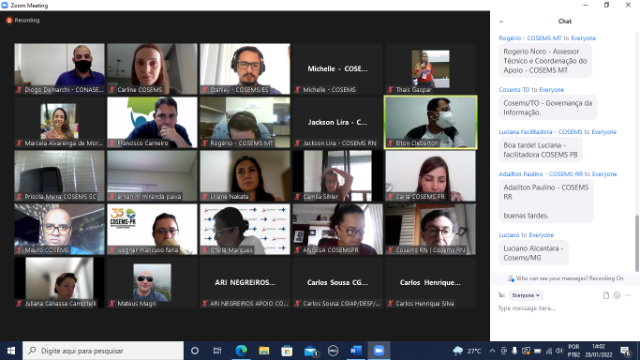 Zoom Meeting
Recording
Diogo Demarchi - CONASE...
Carline COSEMS
Stanley - COSEMS/ES
Michelle - COSE...
Michelle - COSEMS
Thais Gaspar
Marcela Alvarenga de Mor...
Francisco Carneiro
Rogério - COSEMS MT
Jackson Lira - C...
Jackson Lira - COSEMS RN
Elton Cleberton
Priscila Meira COSEMS SC
fernanim miranda paiva
Liliane Nakata
Camila Sihler
Carla COSEMS PR
Mauro COSEMS
35
COSEMS-PR
wagner mancuso faria
Giselia Marques
ANGELA COSEMS/PR
Cosems RN | Cosems RN
Juliana Canassa Campitelli
Mateus Magri
ARI NEGREIROS...
ARI NEGREIROS APOIO CO...
Carlos Sousa CG...
Carlos Sousa CGIAP/DESF/...
Carlos Henrique...
Carlos Henrique Silva
Chat
Rogério - COSEMS MT to Everyone
Rogerio Noro - Assessor
Técnico e Coordenação do
Apoio - COSEMS MT
Cosems TO to Everyone
Cosems/TO - Governança da
Informação.
Luciana Facilitadora - COSEMS to Everyone
Boa tarde! Luciana -
facilitadora COSEMS PB
Adailton Paulino - COSEMS-RR to Everyone
Adailton Paulino - COSEMS
RR
buenas tardes.
Luciano to Everyone
Luciano Alcantara -
Cosems/MG
Who can see your messages? Recording On
To: Everyone
Type message here...
Digite aqui para pesquisar
27°C
POR
PTB2
14:02
28/01/2022